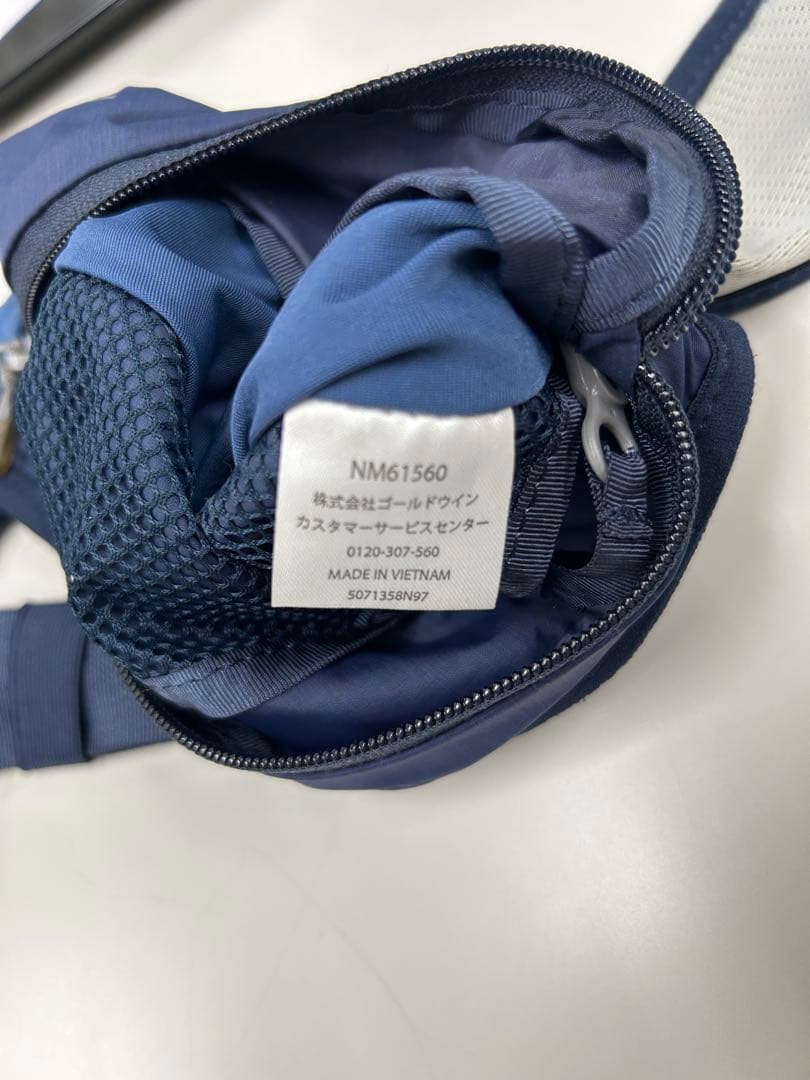 NM61560
株式会社ゴールドウイン
カスタマーサービスセンター
0120-307-560
MADE IN VIETNAM
5071358N97